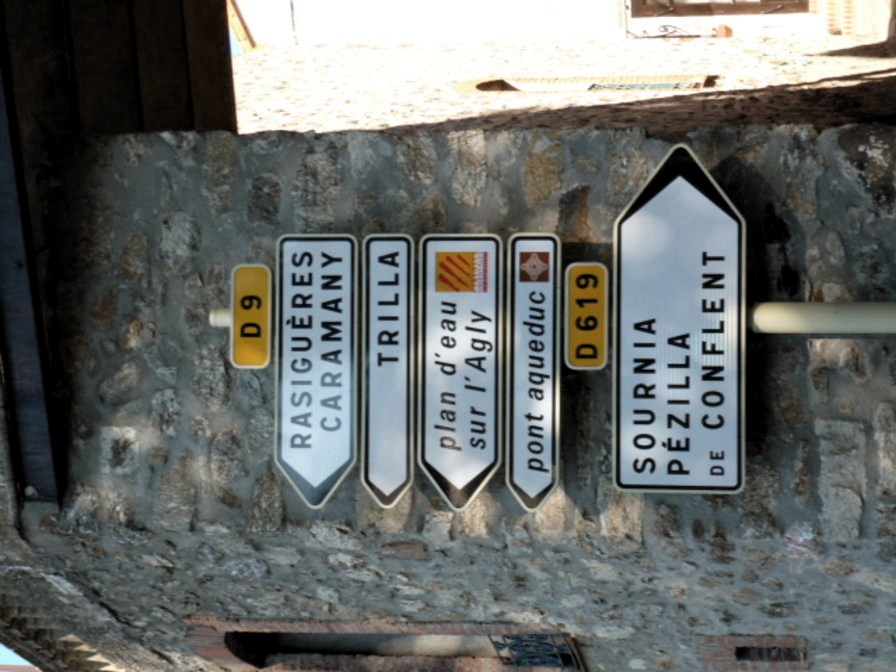 D 9
RASIGUÈRES
CARAMANY
TRILLA
plan d'eau
sur l'Agly
pont aqueduc
D 619
SOURNIA
PÉZILLA
DE CONFLENT